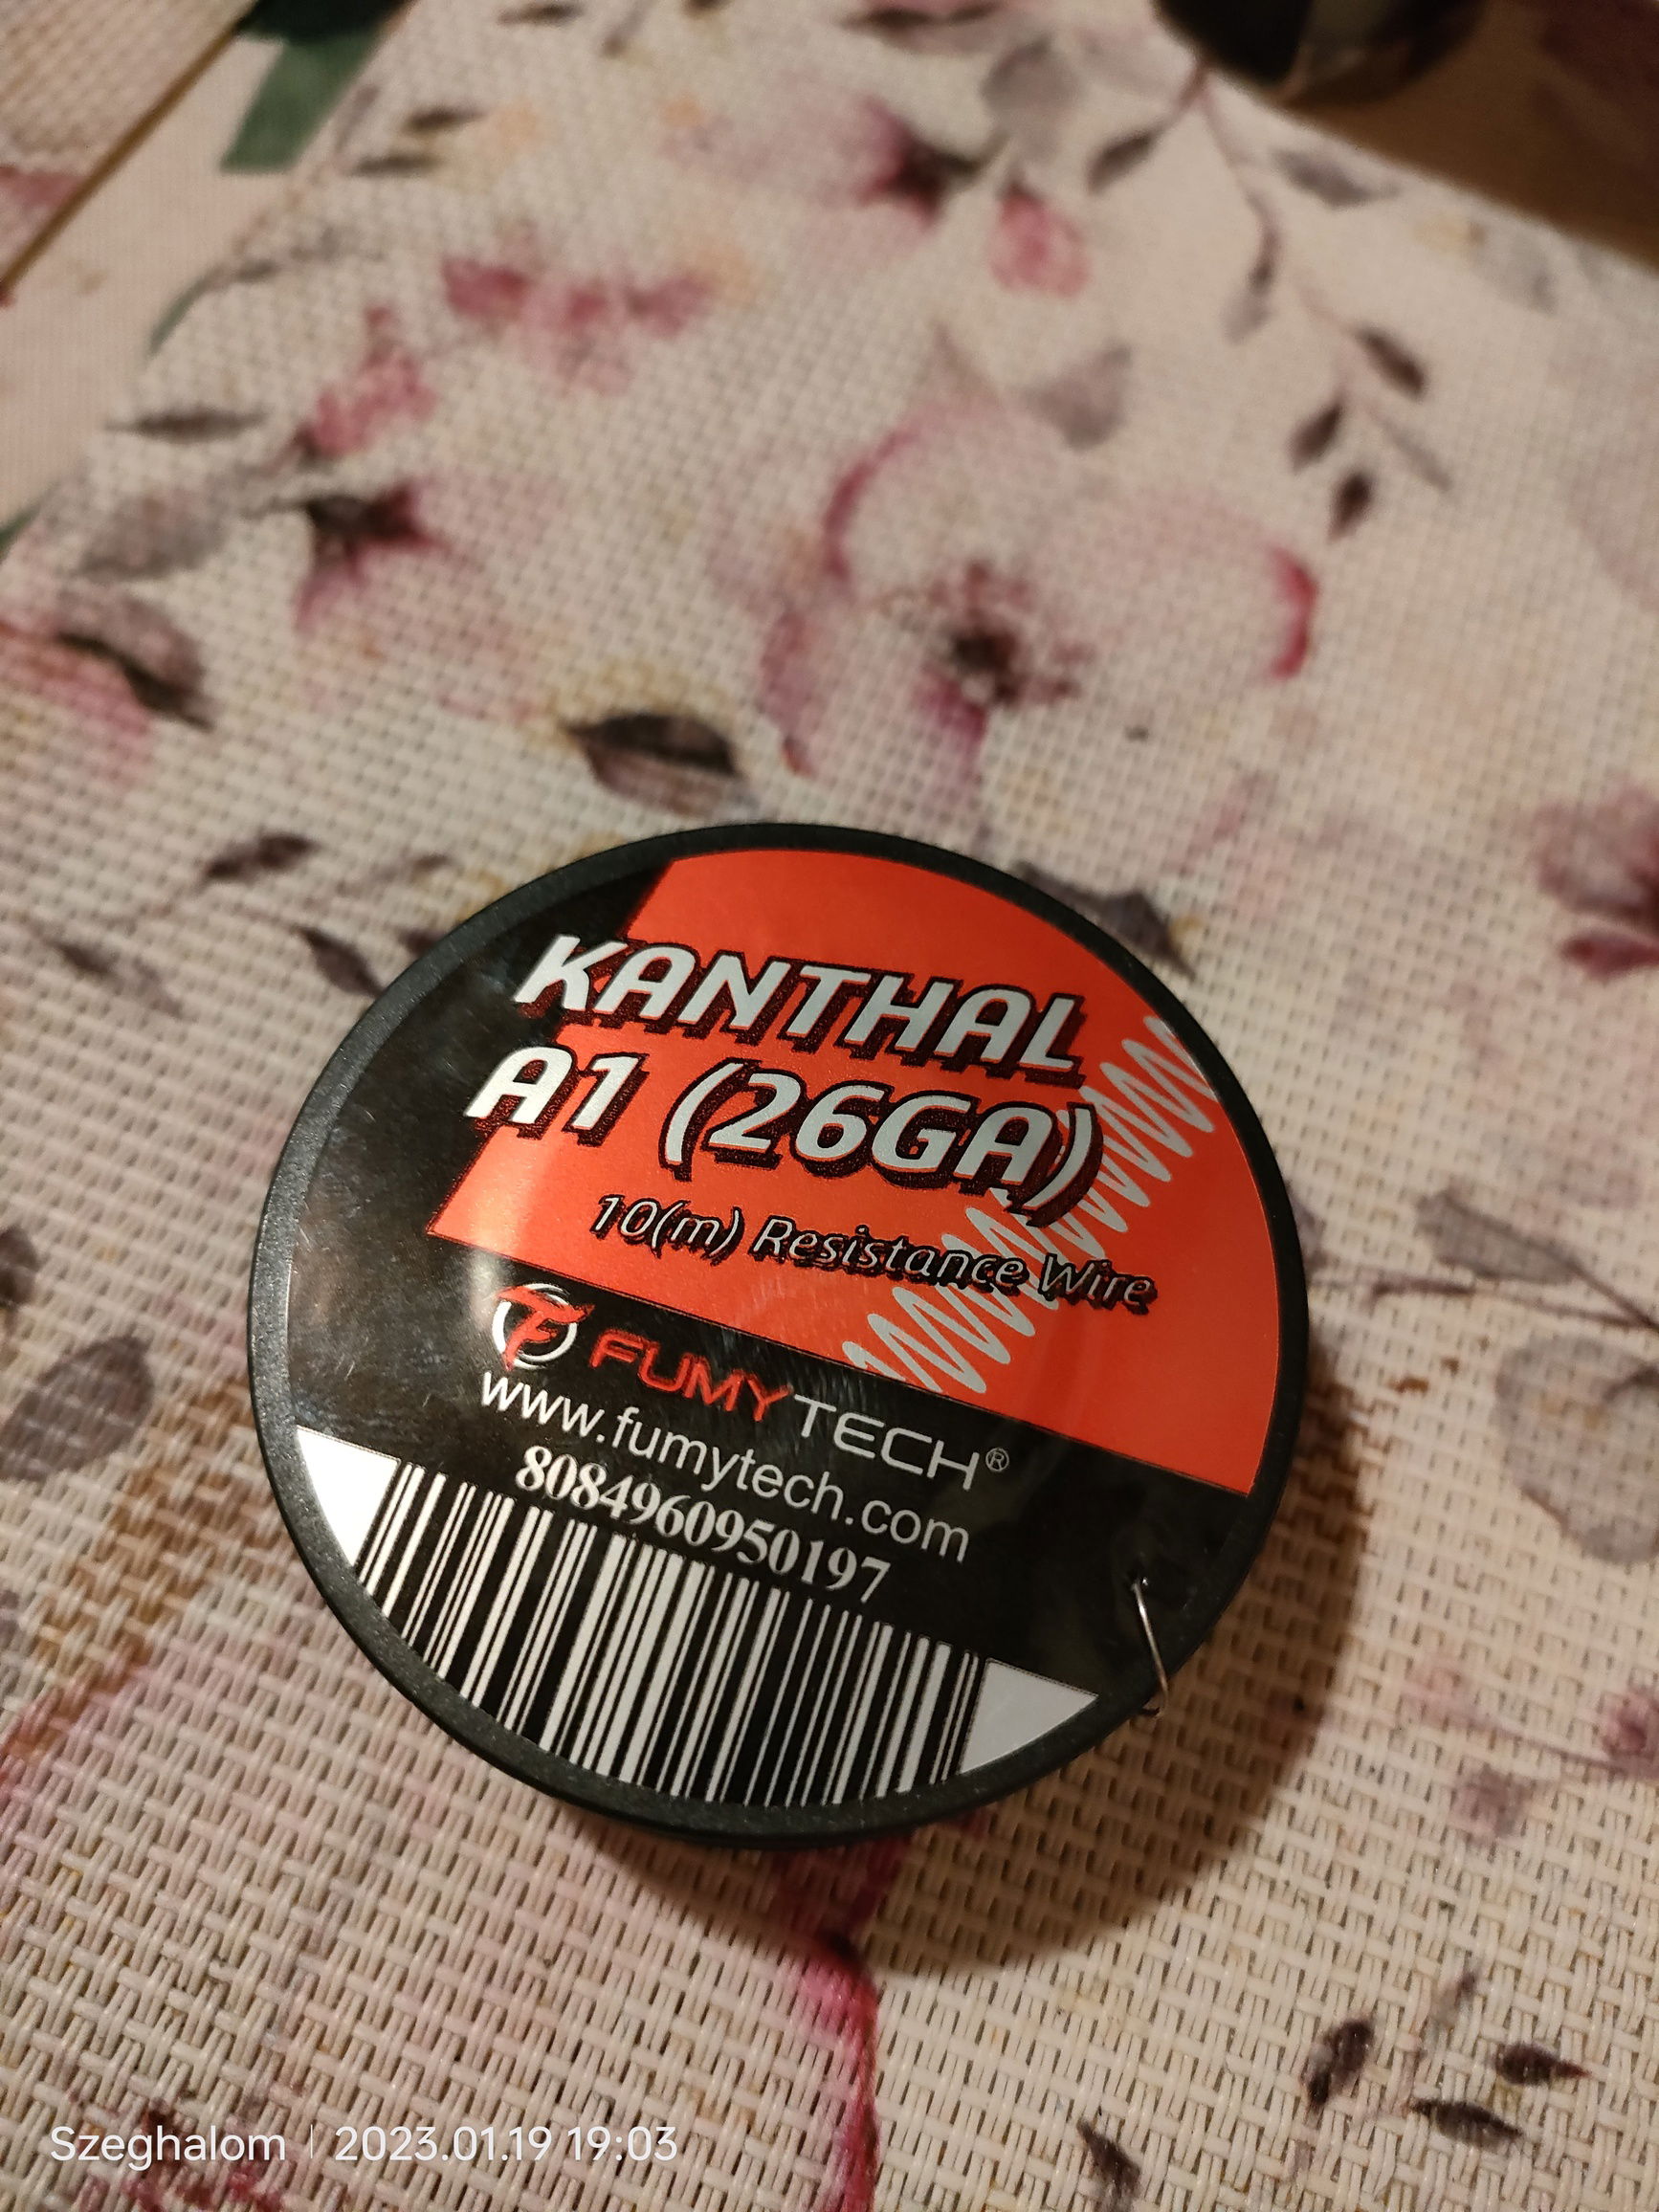 KANTHAL
A1 (26GA)
10(m) Resistance Wire
FUMYTECH®
www.fumytech.com
8084960950197
Szeghalom | 2023.01.19 19:03